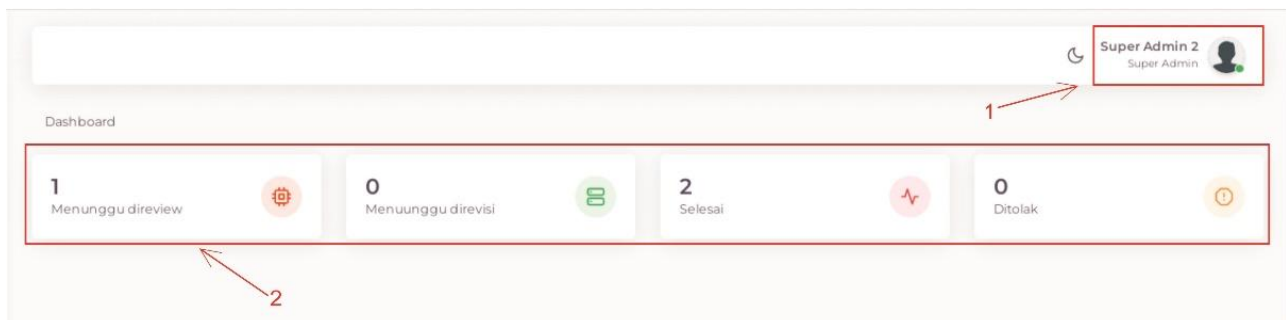 Super Admin 2
Super Admin
1
Dashboard
1
Menunggu direview
0
Menuunggu direvisi
2
Selesai
0
Ditolak
2